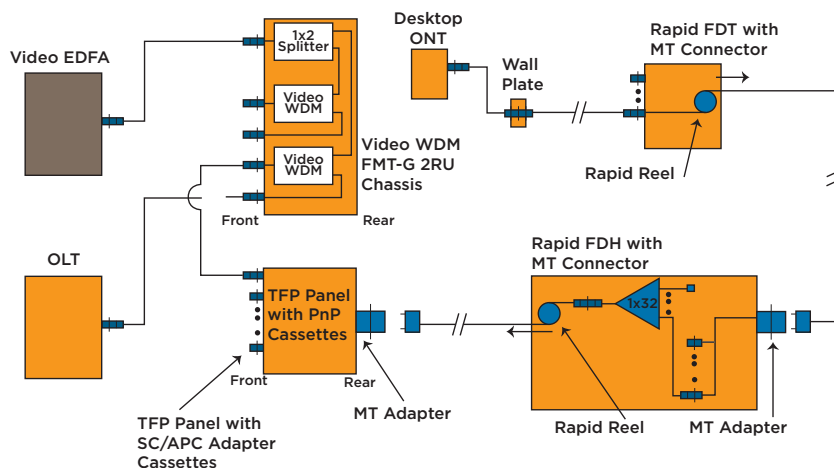 Video EDFA
1x2
Splitter
Video
WDM
Video
WDM
Video WDM
FMT-G 2RU
Chassis
Front
Rear
Desktop
ONT
Wall
Plate
Rapid FDT with
MT Connector
Rapid Reel
OLT
TFP Panel
with PnP
Cassettes
Front
Rear
MT Adapter
TFP Panel with
SC/APC Adapter
Cassettes
Rapid FDH with
MT Connector
1x32
Rapid Reel
MT Adapter